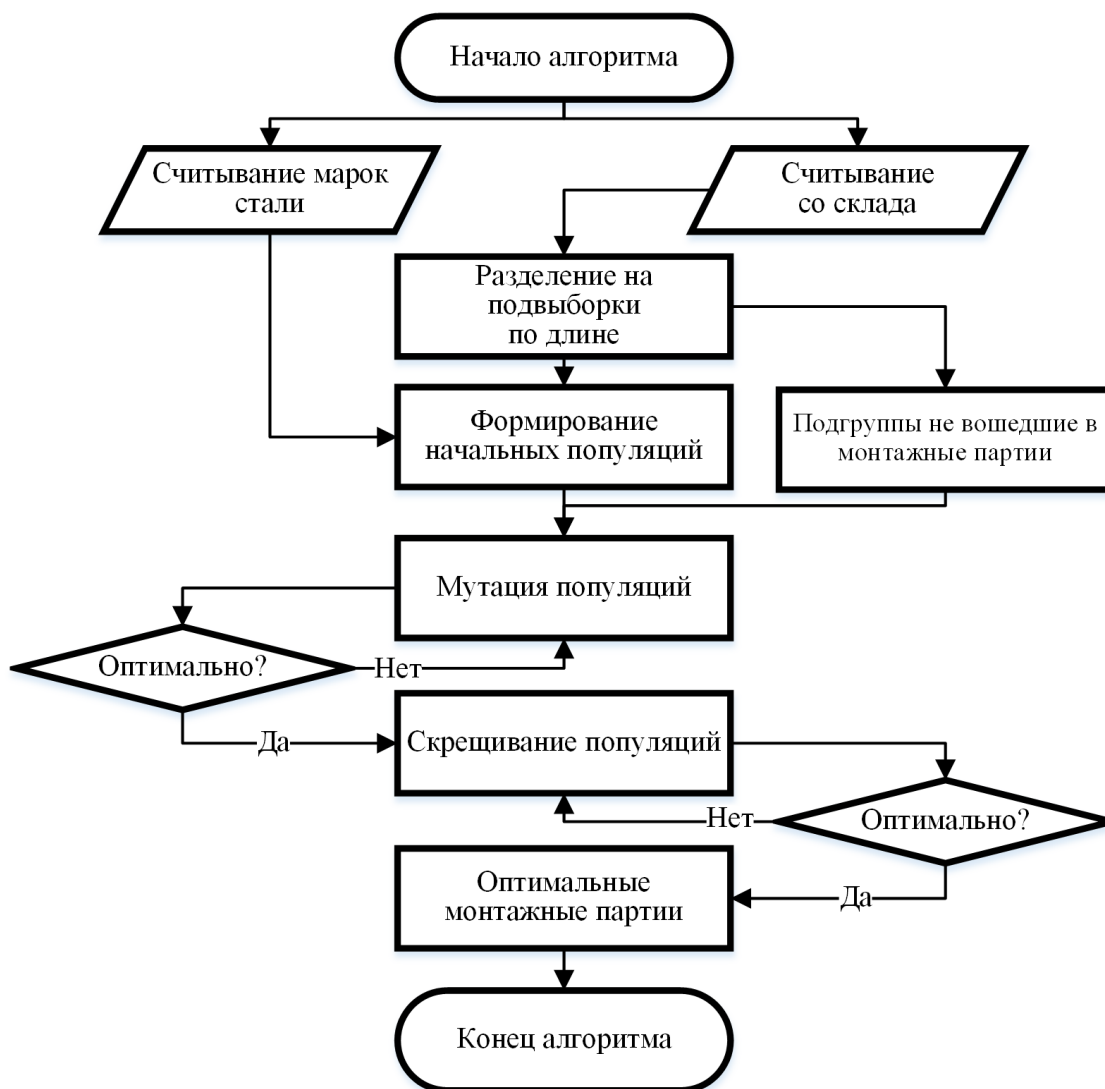 Начало алгоритма
Считывание марок
стали
Считывание
со склада
Разделение на
подвыборки
по длине
Формирование
начальных популяций
Подгруппы не вошедшие в
монтажные партии
Мутация популяций
Оптимально?
Нет
Да
Скрещивание популяций
Оптимально?
Нет
Да
Оптимальные
монтажные партии
Конец алгоритма